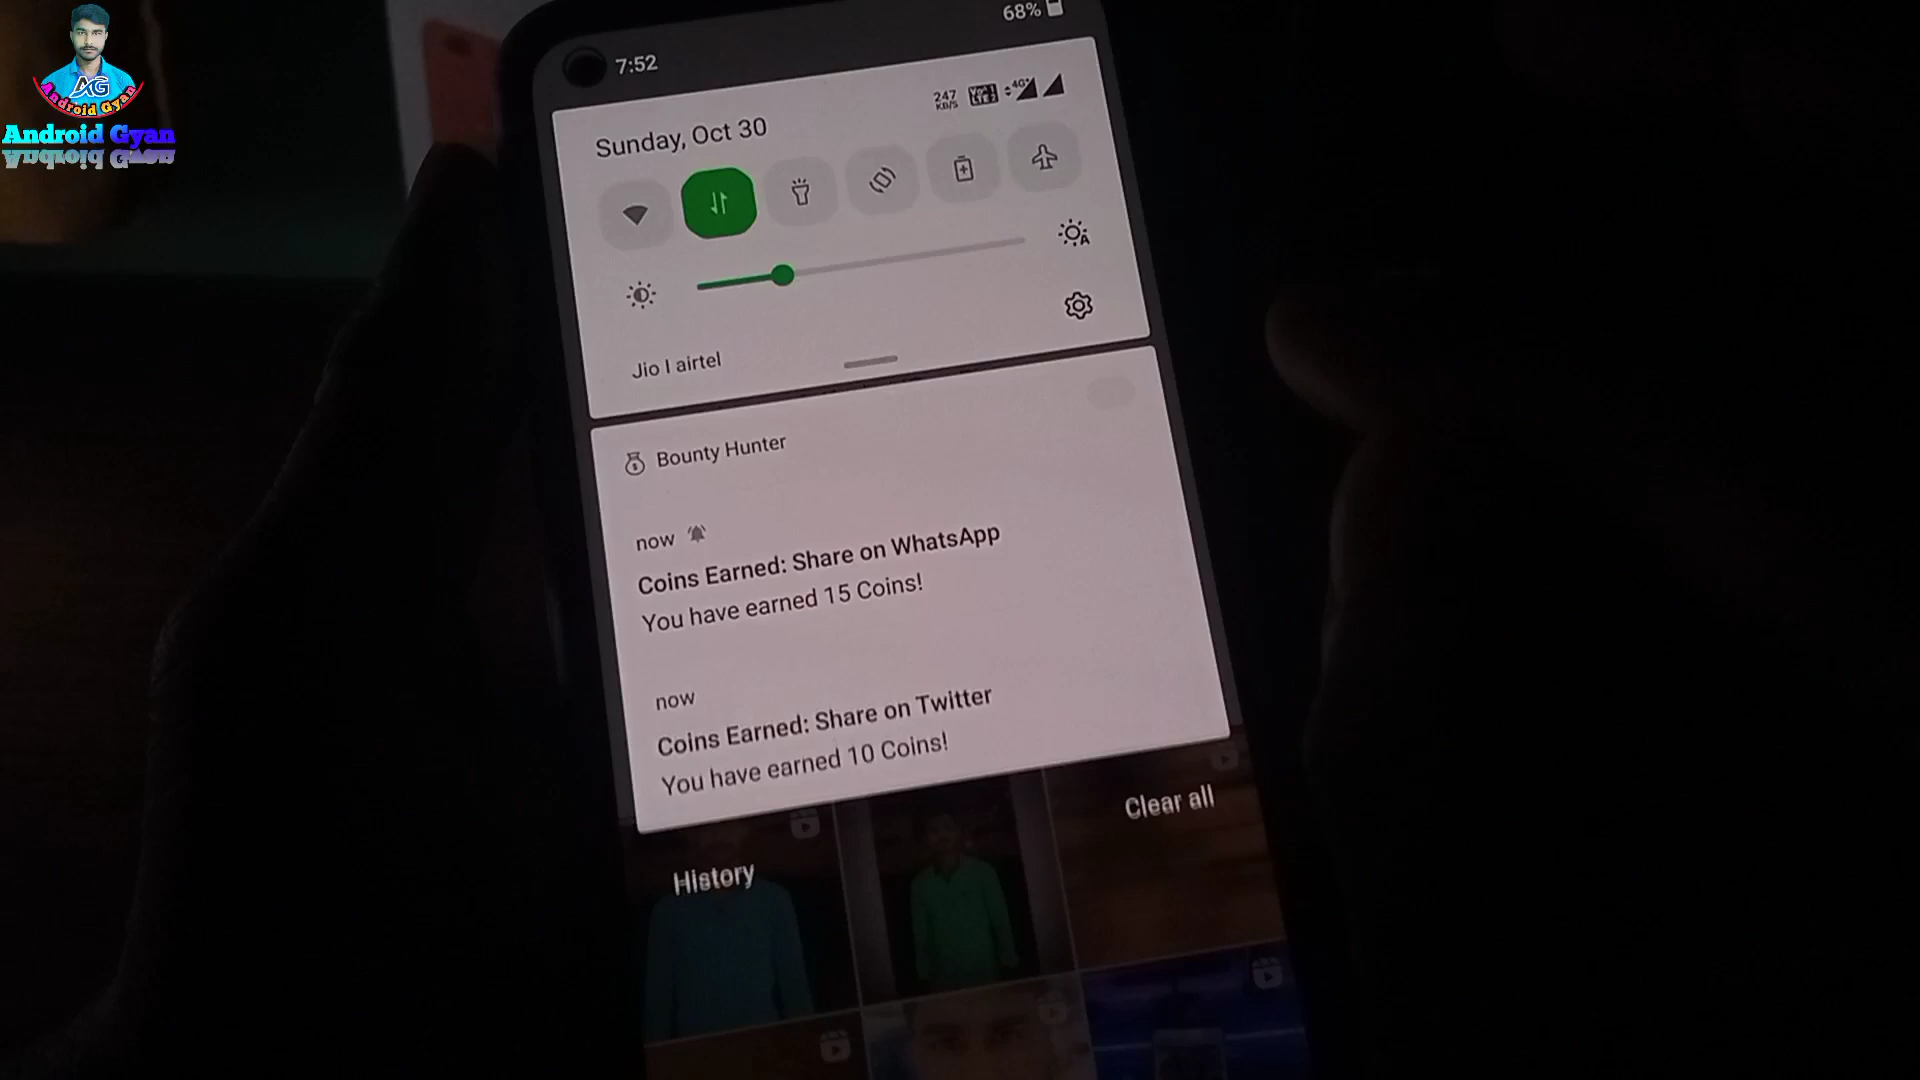 AG
Android Gyan
Android Gyan
7:52
68%
247
KB/S
4G+
Sunday, Oct 30
Jio I airtel
Bounty Hunter
now
Coins Earned: Share on WhatsApp
You have earned 15 Coins!
now
Coins Earned: Share on Twitter
You have earned 10 Coins!
Clear all
History